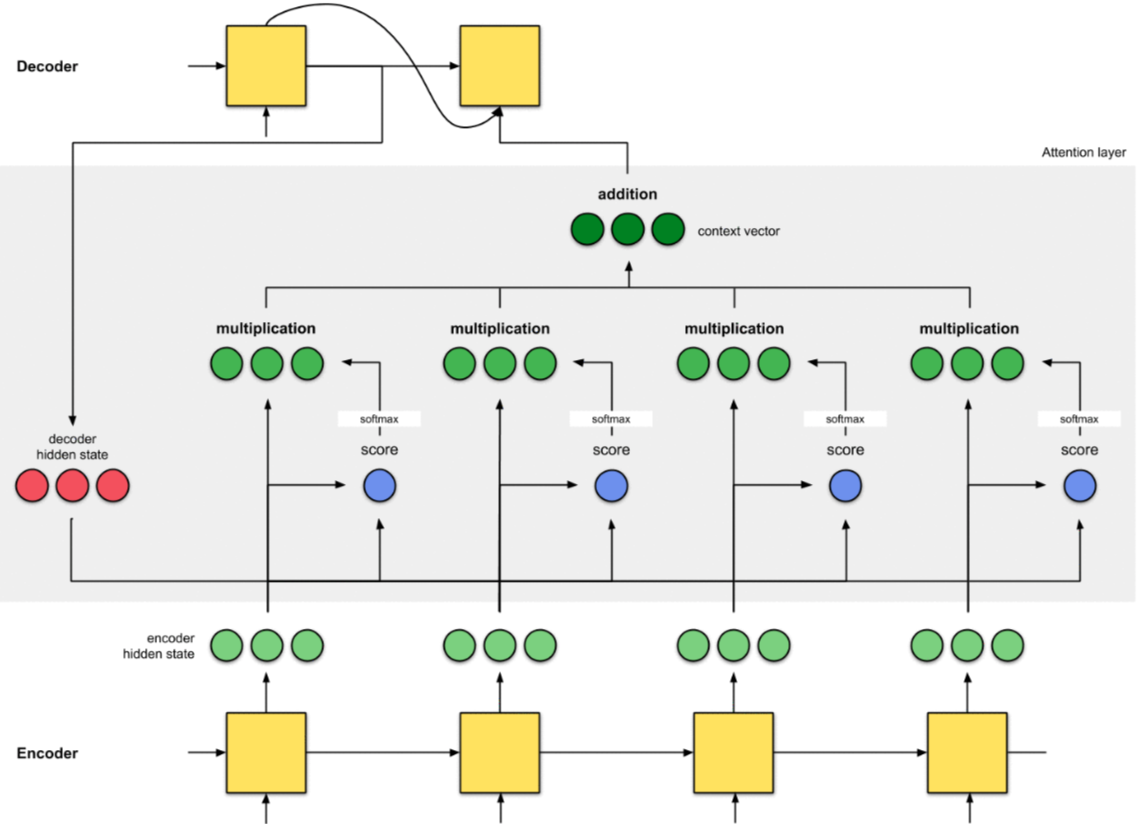 Decoder
Attention layer
addition
context vector
multiplication
multiplication
multiplication
multiplication
softmax
softmax
softmax
softmax
decoder
hidden state
score
score
score
score
encoder
hidden state
Encoder